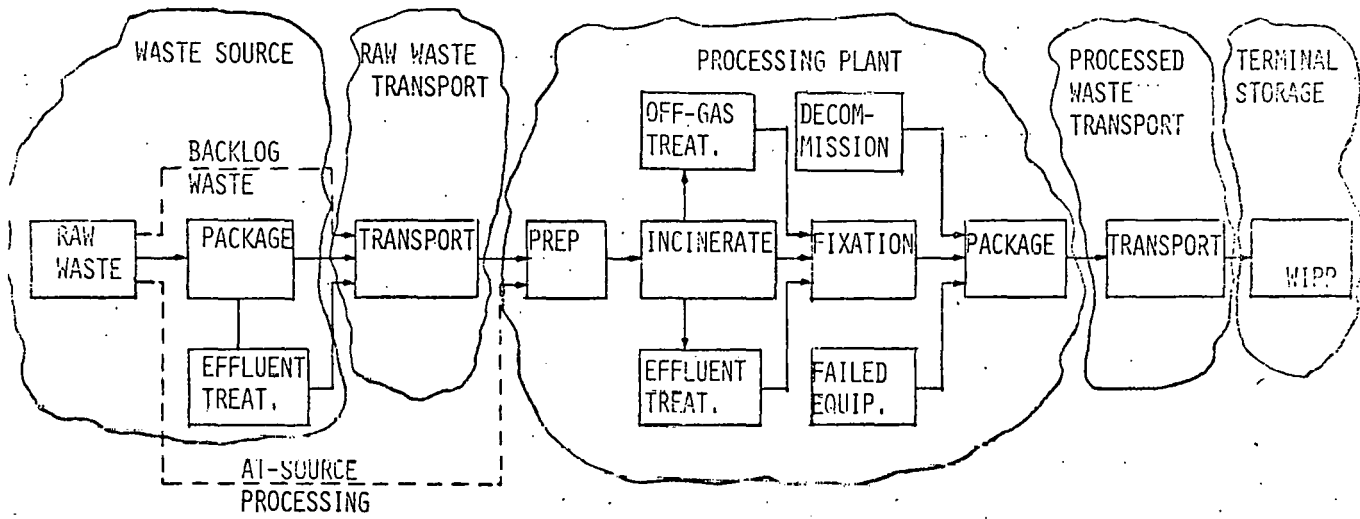 WASTE SOURCE
RAW WASTE
TRANSPORT
PROCESSING PLANT
PROCESSED
WASTE
TRANSPORT
TERMINAL
STORAGE
BACKLOG
WASTE
RAW
WASTE
PACKAGE
EFFLUENT
TREAT.
AT-SOURCE
PROCESSING
TRANSPORT
PREP
OFF-GAS
TREAT.
INCINERATE
EFFLUENT
TREAT.
DECOM-
MISSION
FIXATION
FAILED
EQUIP.
PACKAGE
TRANSPORT
WIPP